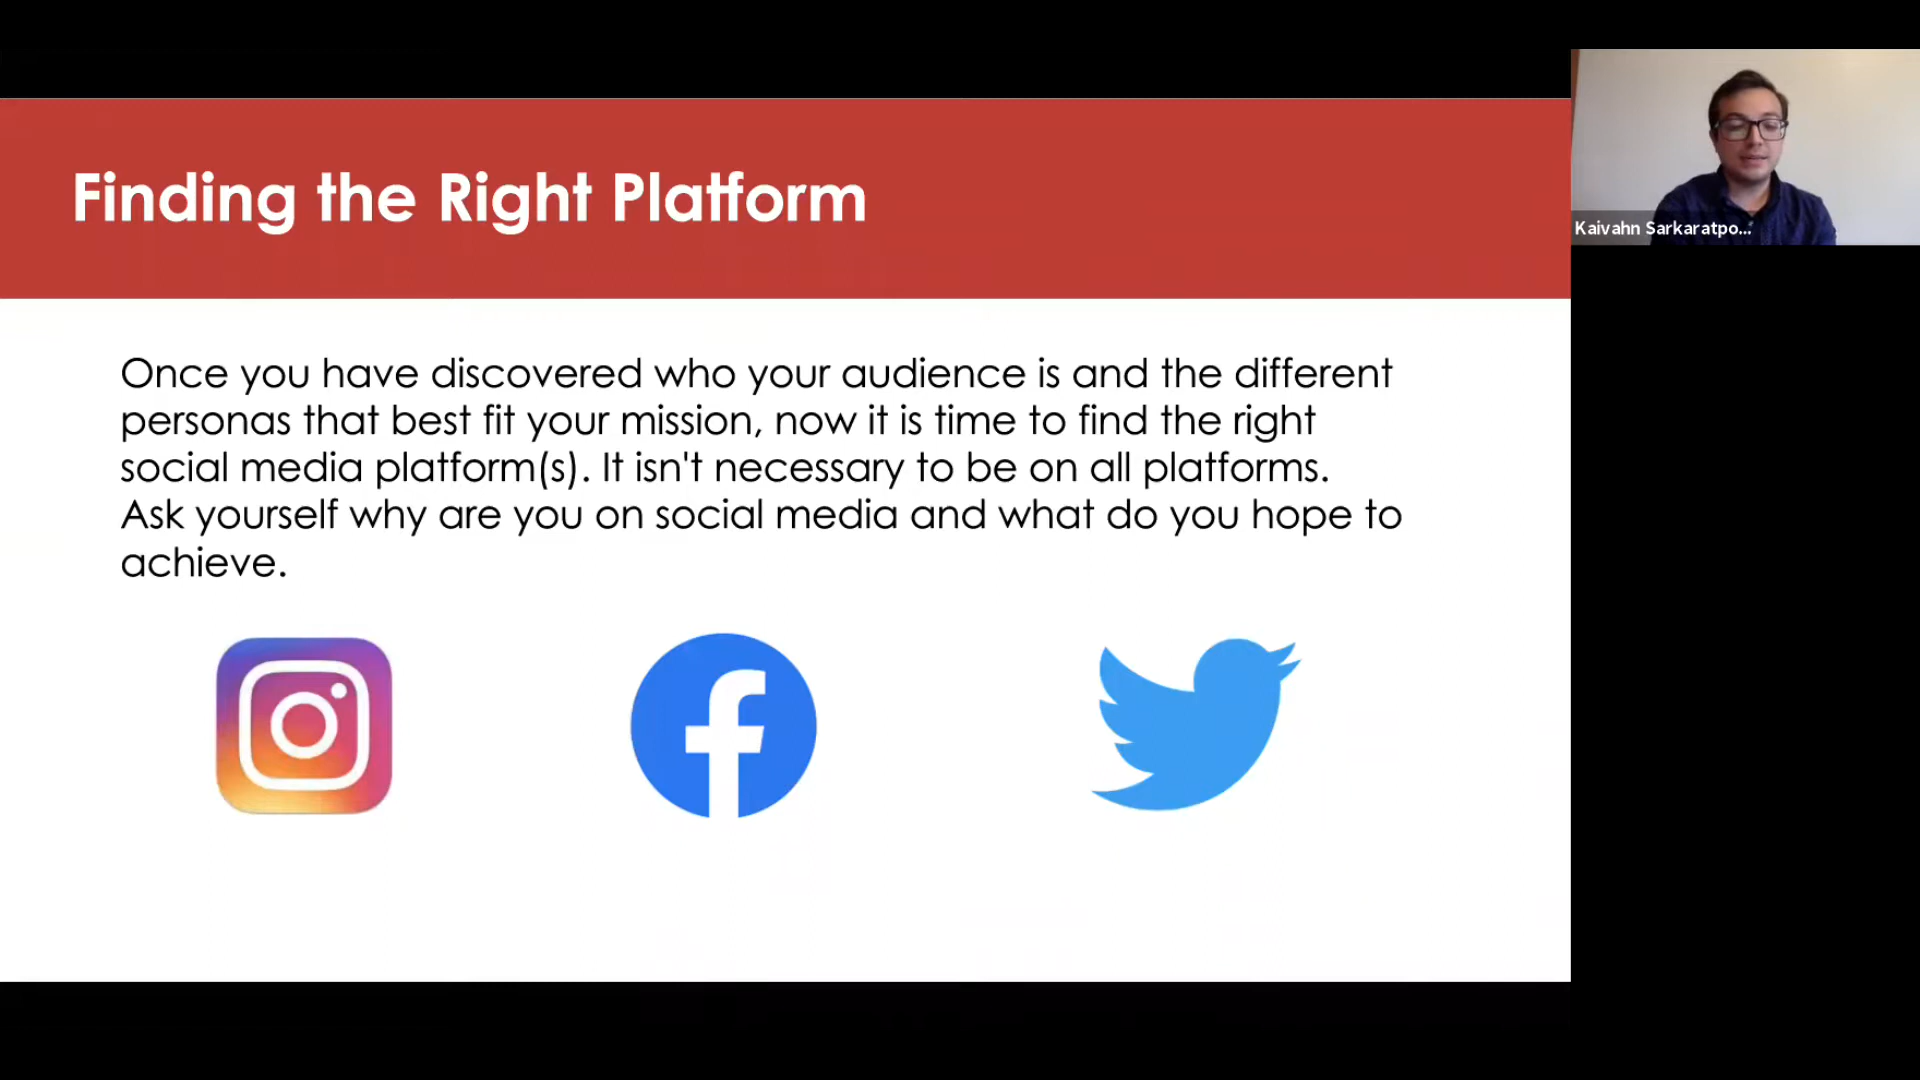 Finding the Right Platform
Once you have discovered who your audience is and the different
personas that best fit your mission, now it is time to find the right
social media platform(s). It isn't necessary to be on all platforms.
Ask yourself why are you on social media and what do you hope to
achieve.
Kaivahn Sarkaratpo...